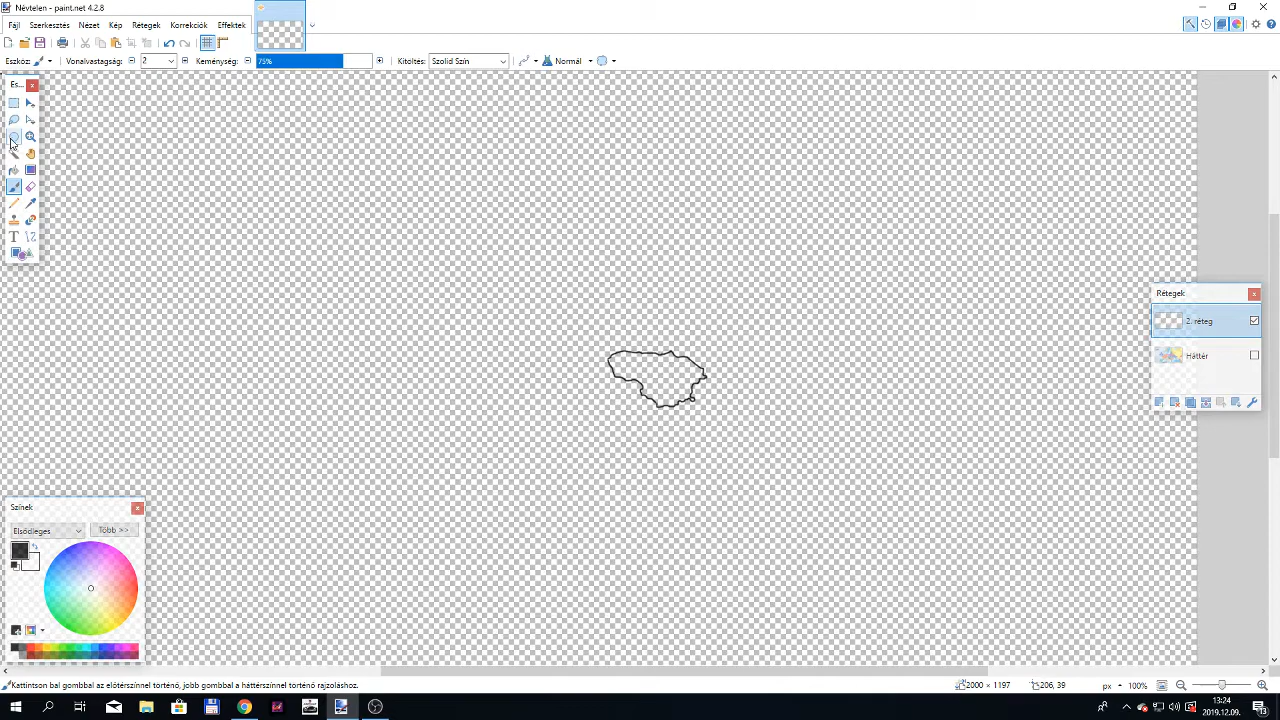 Névtelen - paint.net 4.2.8
Fájl Szerkesztés Nézet Kép Rétegek Korrekciók Effektek
Eszköz: Vonalvastagság: 2 Keménység: 75% Kitöltés: Szolid Szín Normál
Es...
Rétegek
2. réteg
Háttér
Színek
Elsődleges Több >>
Kattintson bal gombbal az előtérszínnel történő, jobb gombbal a háttérszínnel történő rajzoláshoz.
2000 × 1197 206, 39 px 100%
13:24
2019.12.09.